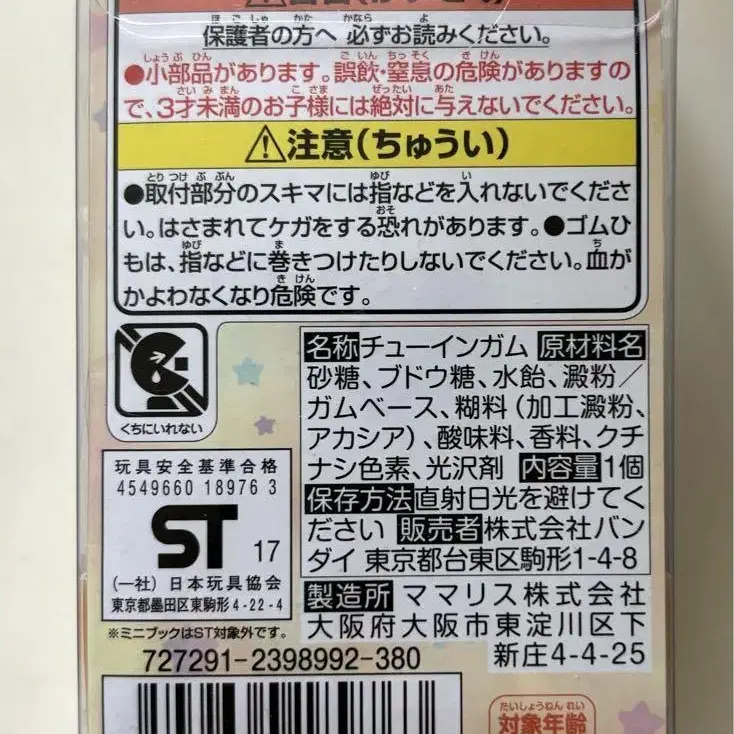 保護者の方へ 必ずお読みください。
●小部品があります。誤飲・窒息の危険がありますの
で、3才未満のお子様には絶対に与えないでください。
⚠注意(ちゅうい)
●取付部分のスキマには指などを入れないでくださ
い。はさまれてケガをする恐れがあります。●ゴムひ
もは、指などに巻きつけたりしないでください。血が
かよわなくなり危険です。
くちにいれない
玩具安全基準合格
4549660 18976 3
ST 17
(一社) 日本玩具協会
東京都墨田区東駒形4-22-4
※ミニブックはST対象外です。
名称チューインガム 原材料名
砂糖、ブドウ糖、水飴、澱粉/
ガムベース、糊料(加工澱粉、
アカシア)、酸味料、香料、クチ
ナシ色素、光沢剤 内容量1個
保存方法直射日光を避けてく
ださい 販売者株式会社バン
ダイ 東京都台東区駒形1-4-8
製造所 ママリス株式会社
大阪府大阪市東淀川区下
新庄4-4-25
727291-2398992-380
たいしょうねんれい
対象年齢